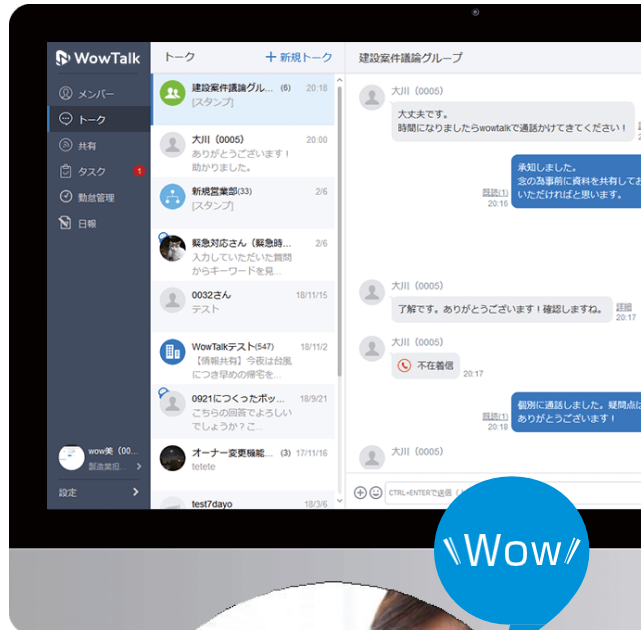 WowTalk
メンバー
トーク
共有
タスク
1
勤怠管理
日報
wow美（00...
製造業担...
設定
トーク
＋新規トーク
建設案件議論グル... (6) 20:18
[スタンプ]
大川（0005） 20:00
ありがとうございます！
助かりました。
新規営業部(33) 2/6
[スタンプ]
緊急対応さん（緊急時... 2/6
入力していただいた質問
からキーワードを見...
0032さん 18/11/15
テスト
WowTalkテスト(547) 18/11/2
【情報共有】今夜は台風
につき早めの帰宅を...
0921につくったボッ... 18/9/21
こちらの回答でよろしい
でしょうか？こ...
オーナー変更機能... (3) 17/11/16
tetete
test7dayo 18/3/6
建設案件議論グループ
大川（0005）
大丈夫です。
時間になりましたらwowtalkで通話かけてきてください！
承知しました。
念の為事前に資料を共有してお
いただければと思います。
既読(1)
20:16
大川（0005）
了解です。ありがとうございます！確認しますね。
詳細
20:17
大川（0005）
不在着信
20:17
個別に通話しました。疑問点は
ありがとうございます！
既読(1)
20:18
大川（0005）
CTRL+ENTERで送信（
Wow